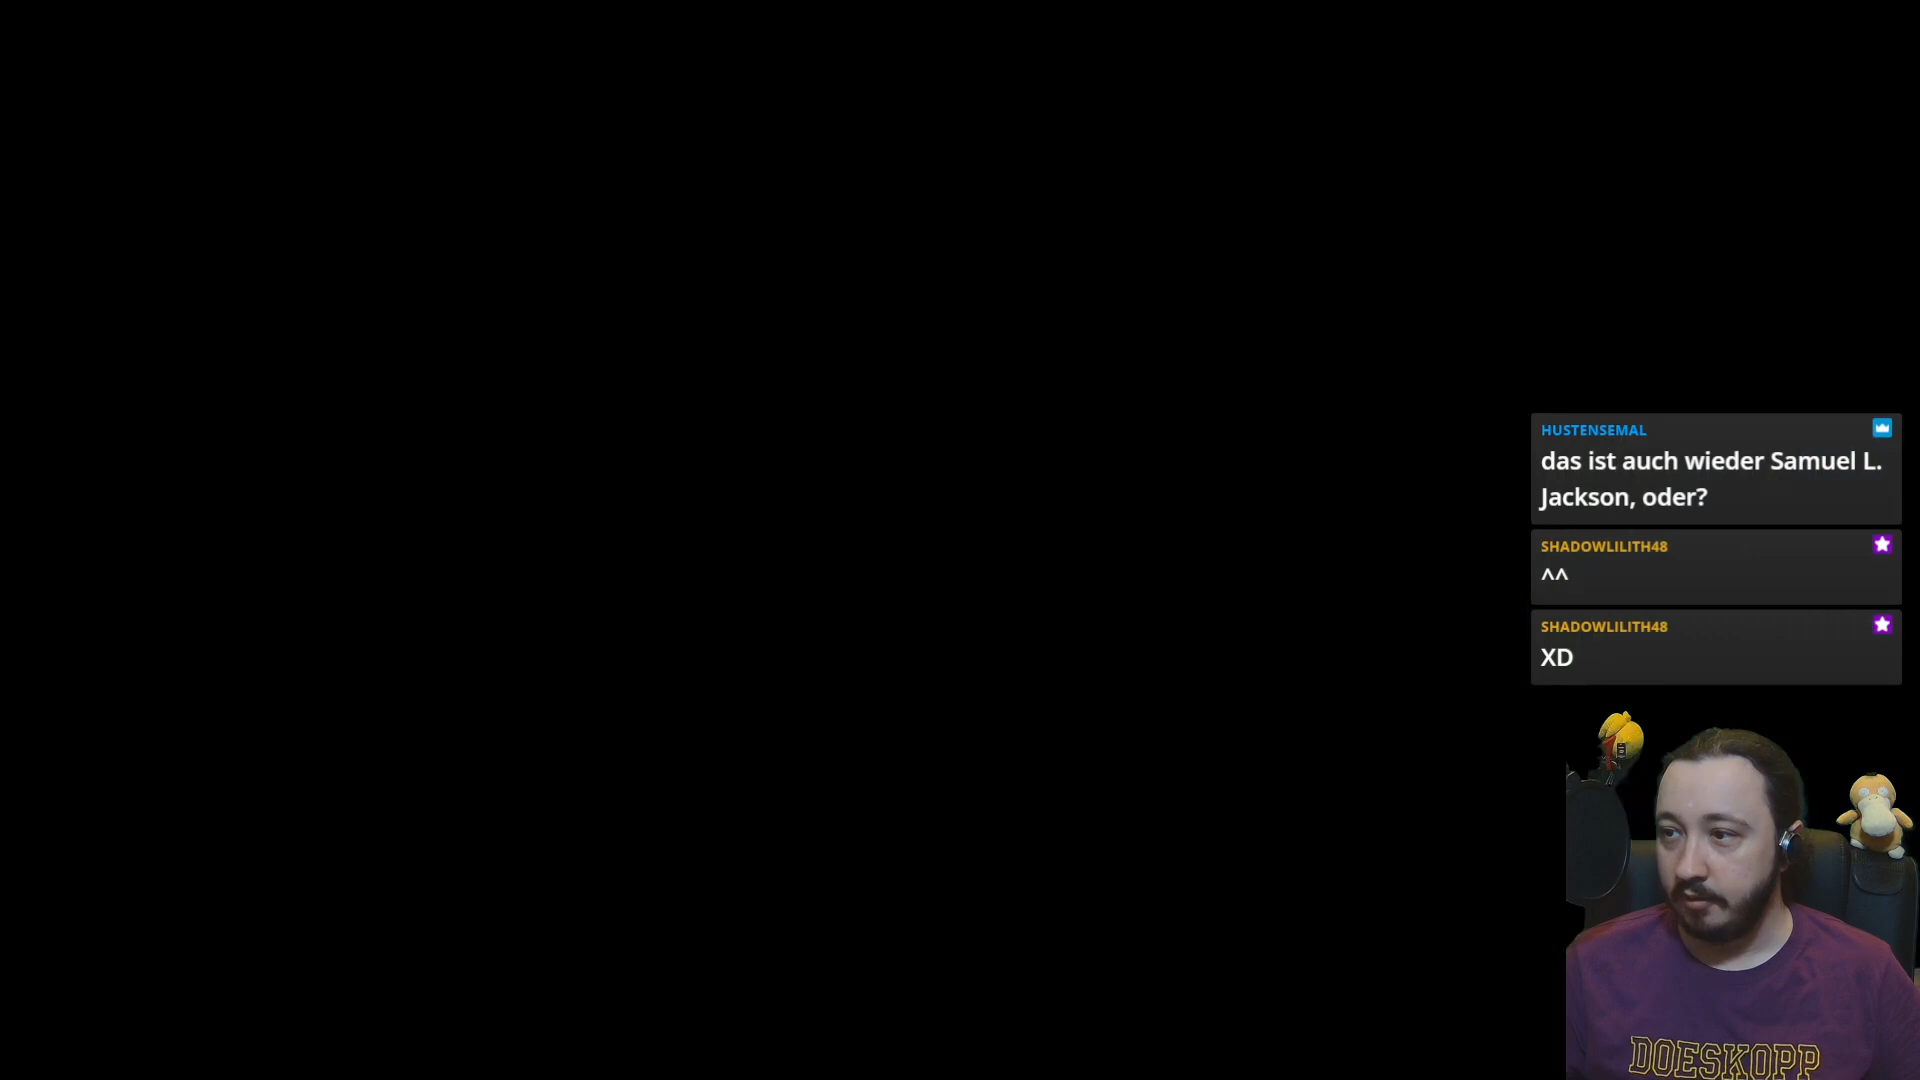 HUSTENSEMAL
das ist auch wieder Samuel L.
Jackson, oder?
SHADOWLILITH48
^^
SHADOWLILITH48
XD
DOESKOPP